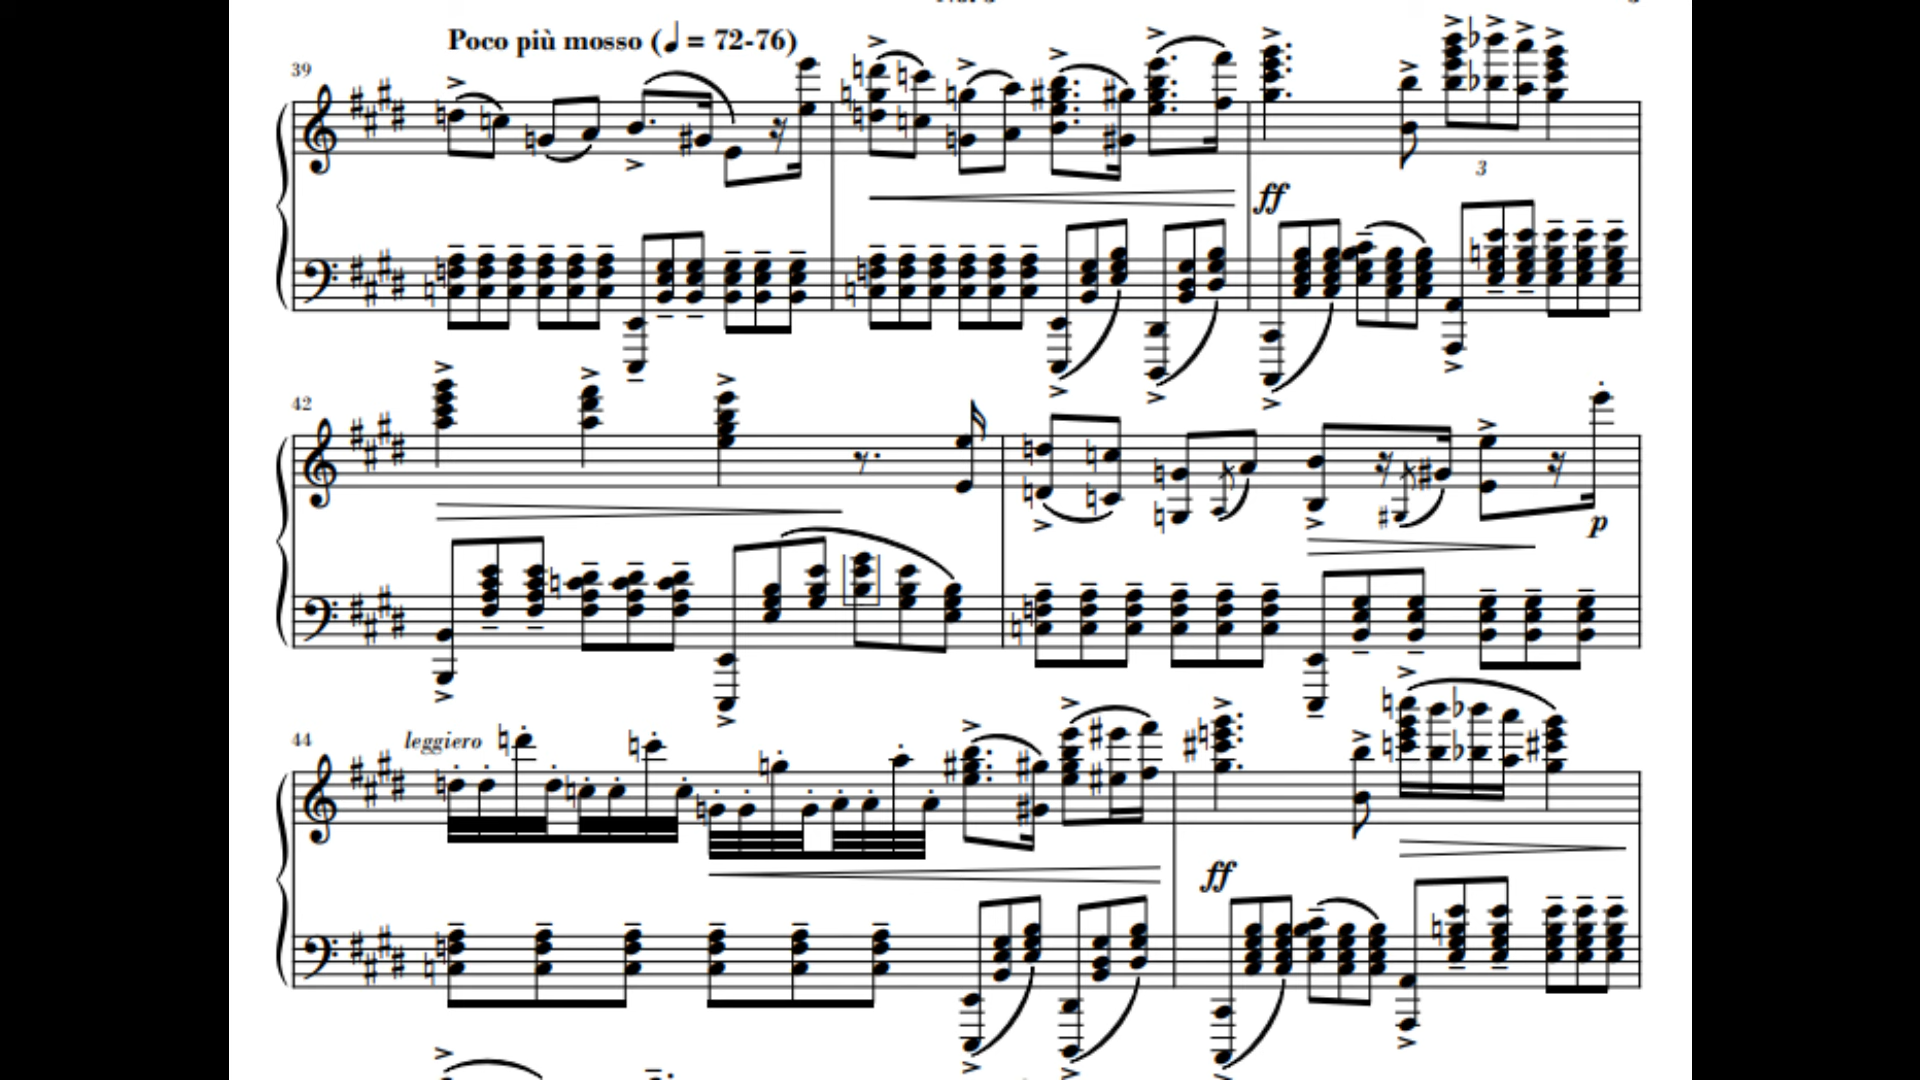 Poco più mosso (♩ = 72-76)
39
ff
3
42
p
44
leggiero
ff